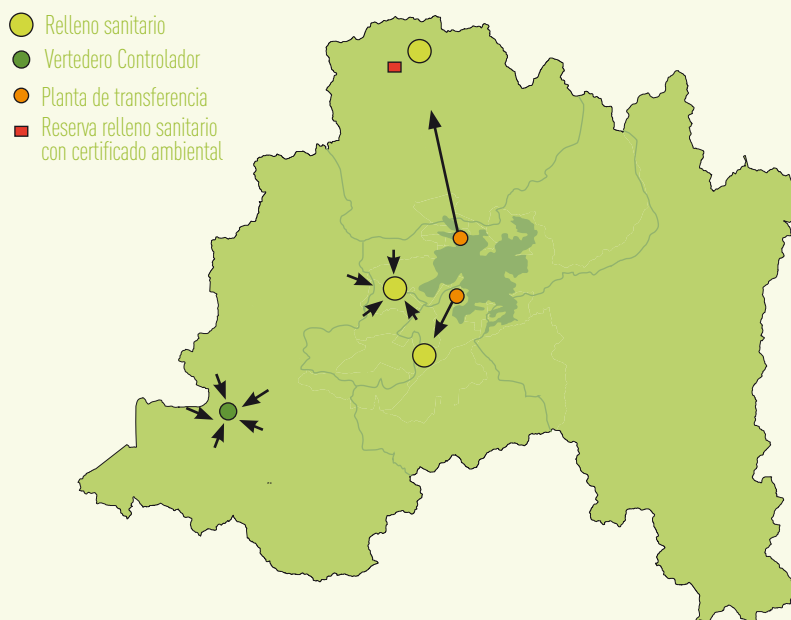 Relleno sanitario
Vertedero Controlador
Planta de transferencia
Reserva relleno sanitario
con certificado ambiental